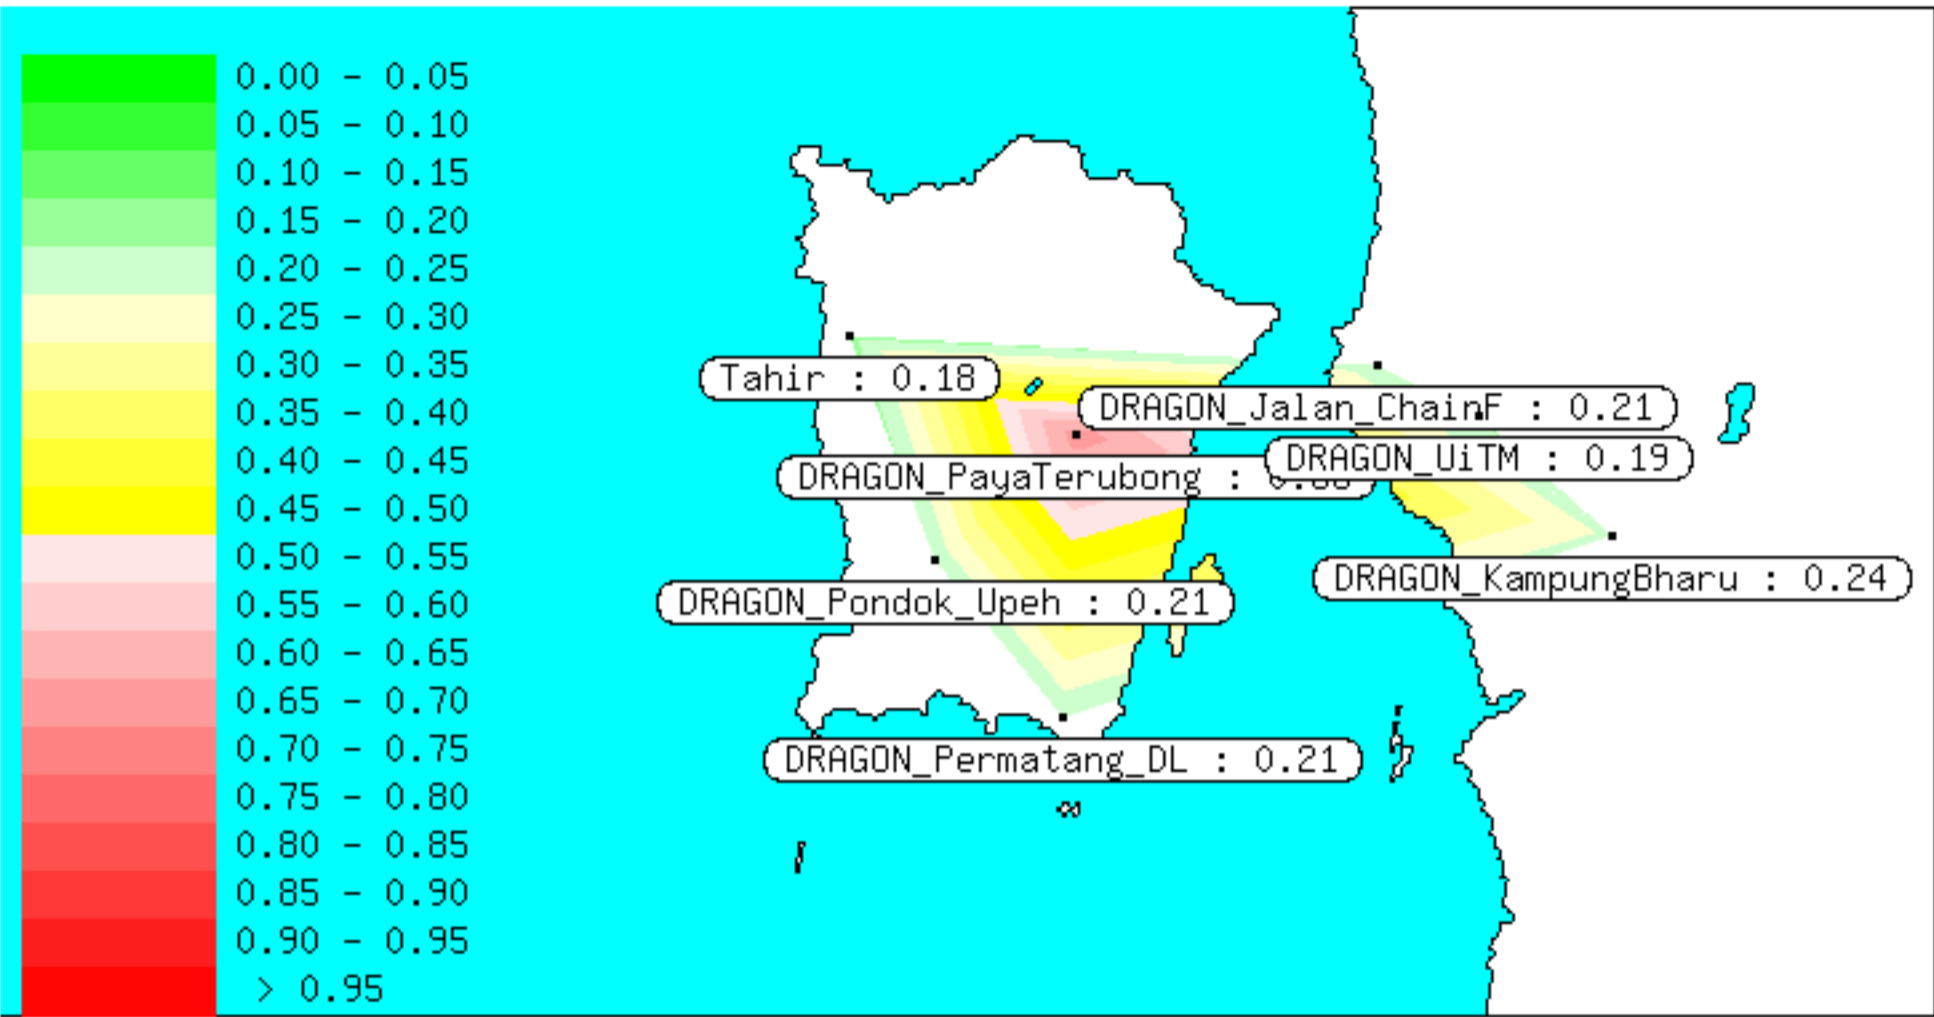 0.00 - 0.05
0.05 - 0.10
0.10 - 0.15
0.15 - 0.20
0.20 - 0.25
0.25 - 0.30
0.30 - 0.35
0.35 - 0.40
0.40 - 0.45
0.45 - 0.50
0.50 - 0.55
0.55 - 0.60
0.60 - 0.65
0.65 - 0.70
0.70 - 0.75
0.75 - 0.80
0.80 - 0.85
0.85 - 0.90
0.90 - 0.95
> 0.95
Tahir : 0.18
DRAGON_Jalan_ChainF : 0.21
DRAGON_UiTM : 0.19
DRAGON_PayaTerubong :
DRAGON_KampungBharu : 0.24
DRAGON_Pondok_Upeh : 0.21
DRAGON_Permatang_DL : 0.21